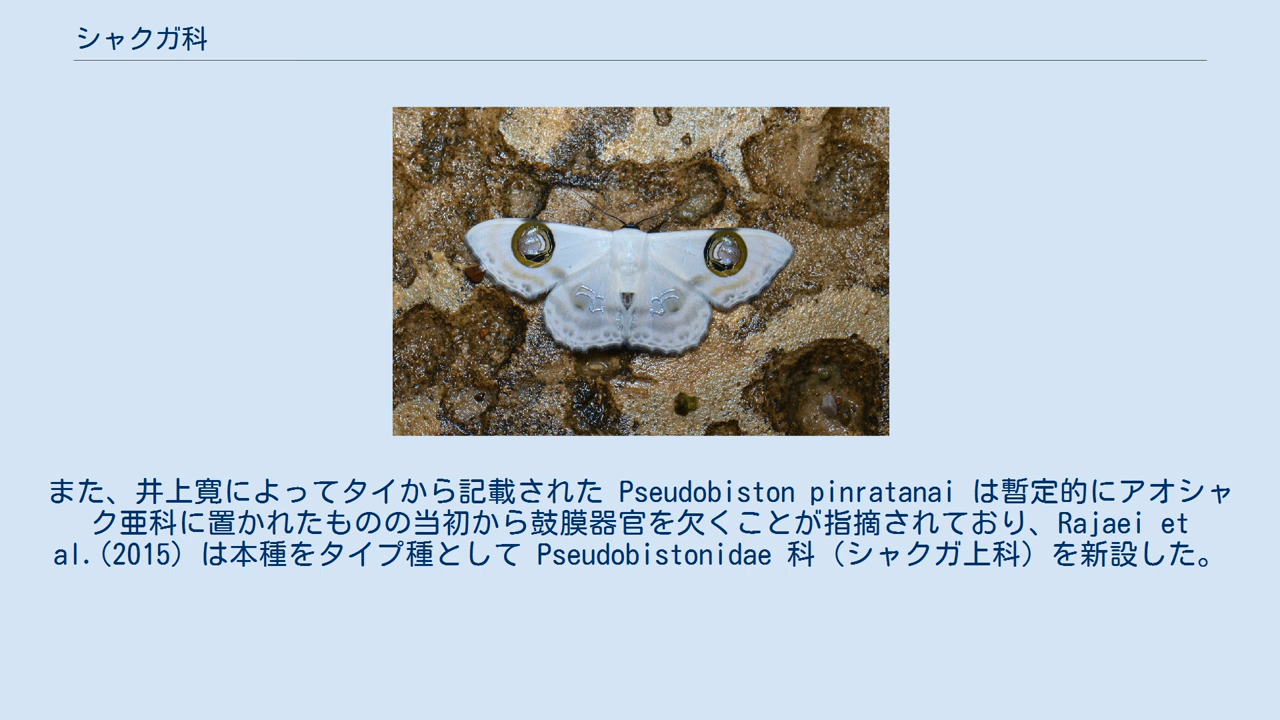 シャクガ科
また、井上寛によってタイから記載された Pseudobiston pinratanai は暫定的にアオシャ
ク亜科に置かれたものの当初から鼓膜器官を欠くことが指摘されており、Rajaei et
al.(2015) は本種をタイプ種として Pseudobistonidae 科（シャクガ上科）を新設した。